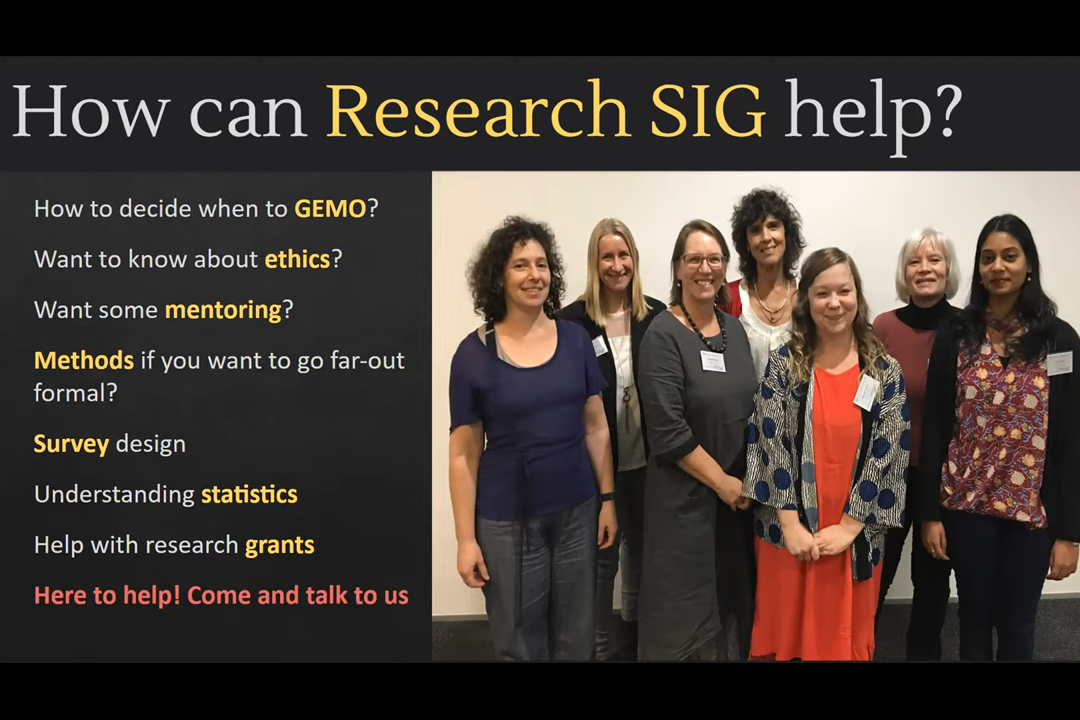 How can Research SIG help?
How to decide when to GEMO?
Want to know about ethics?
Want some mentoring?
Methods if you want to go far-out
formal?
Survey design
Understanding statistics
Help with research grants
Here to help! Come and talk to us